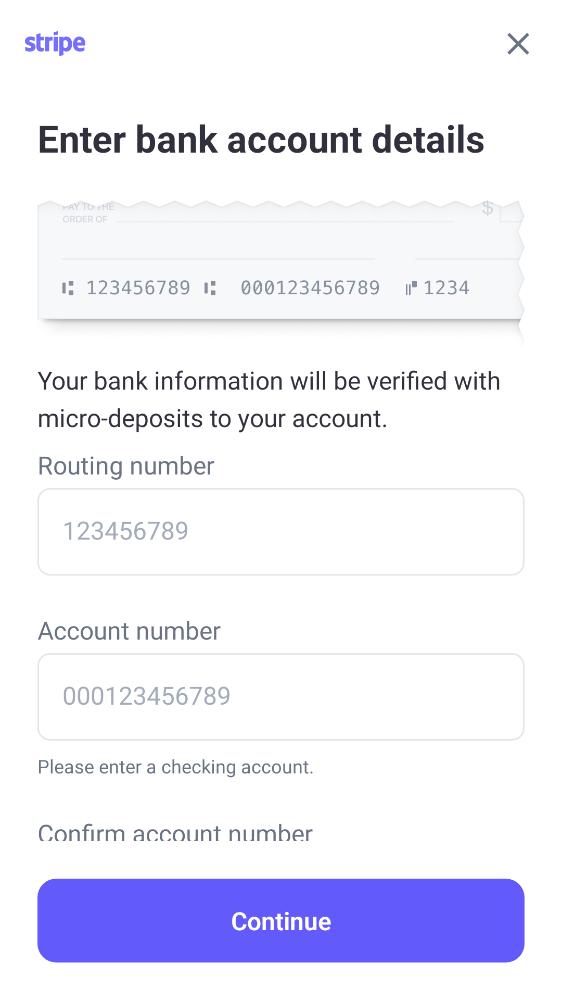 stripe
Enter bank account details
PAY TO THE
ORDER OF
$
⑆ 123456789 ⑆ 000123456789 ⑈ 1234
Your bank information will be verified with
micro-deposits to your account.
Routing number
123456789
Account number
000123456789
Please enter a checking account.
Confirm account number
Continue